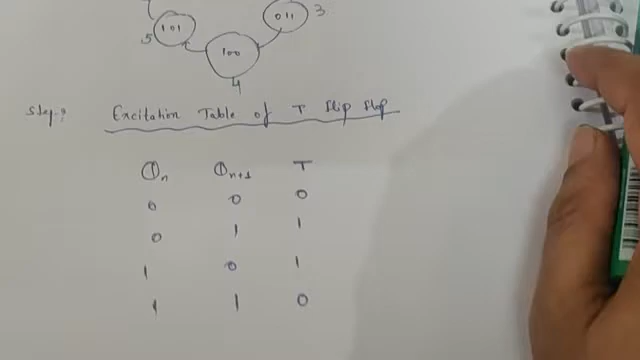 101
011
3
5
100
4
Step:3
Excitation Table of T flip flop
Qn Qn+1 T
0 0 0
0 1 1
1 0 1
1 1 0